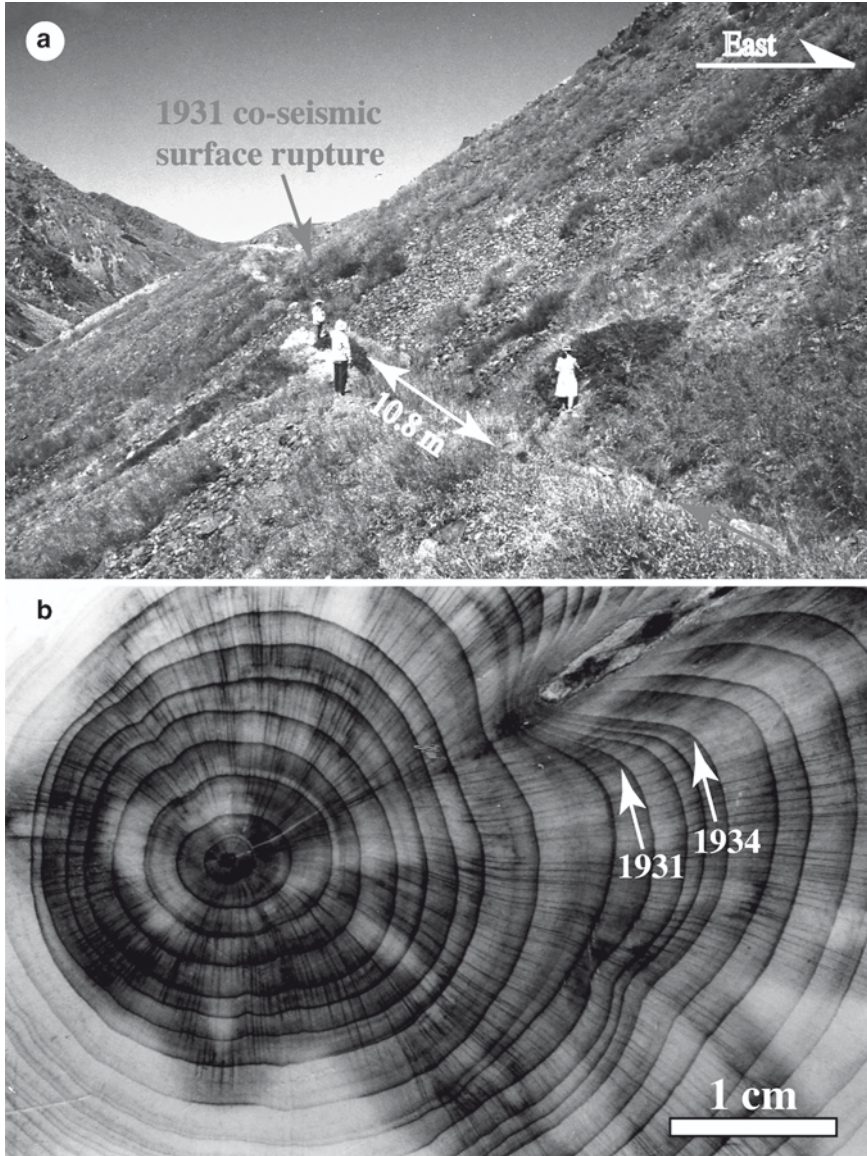 a
East
1931 co-seismic
surface rupture
10.8 m
b
1934
1931
1 cm